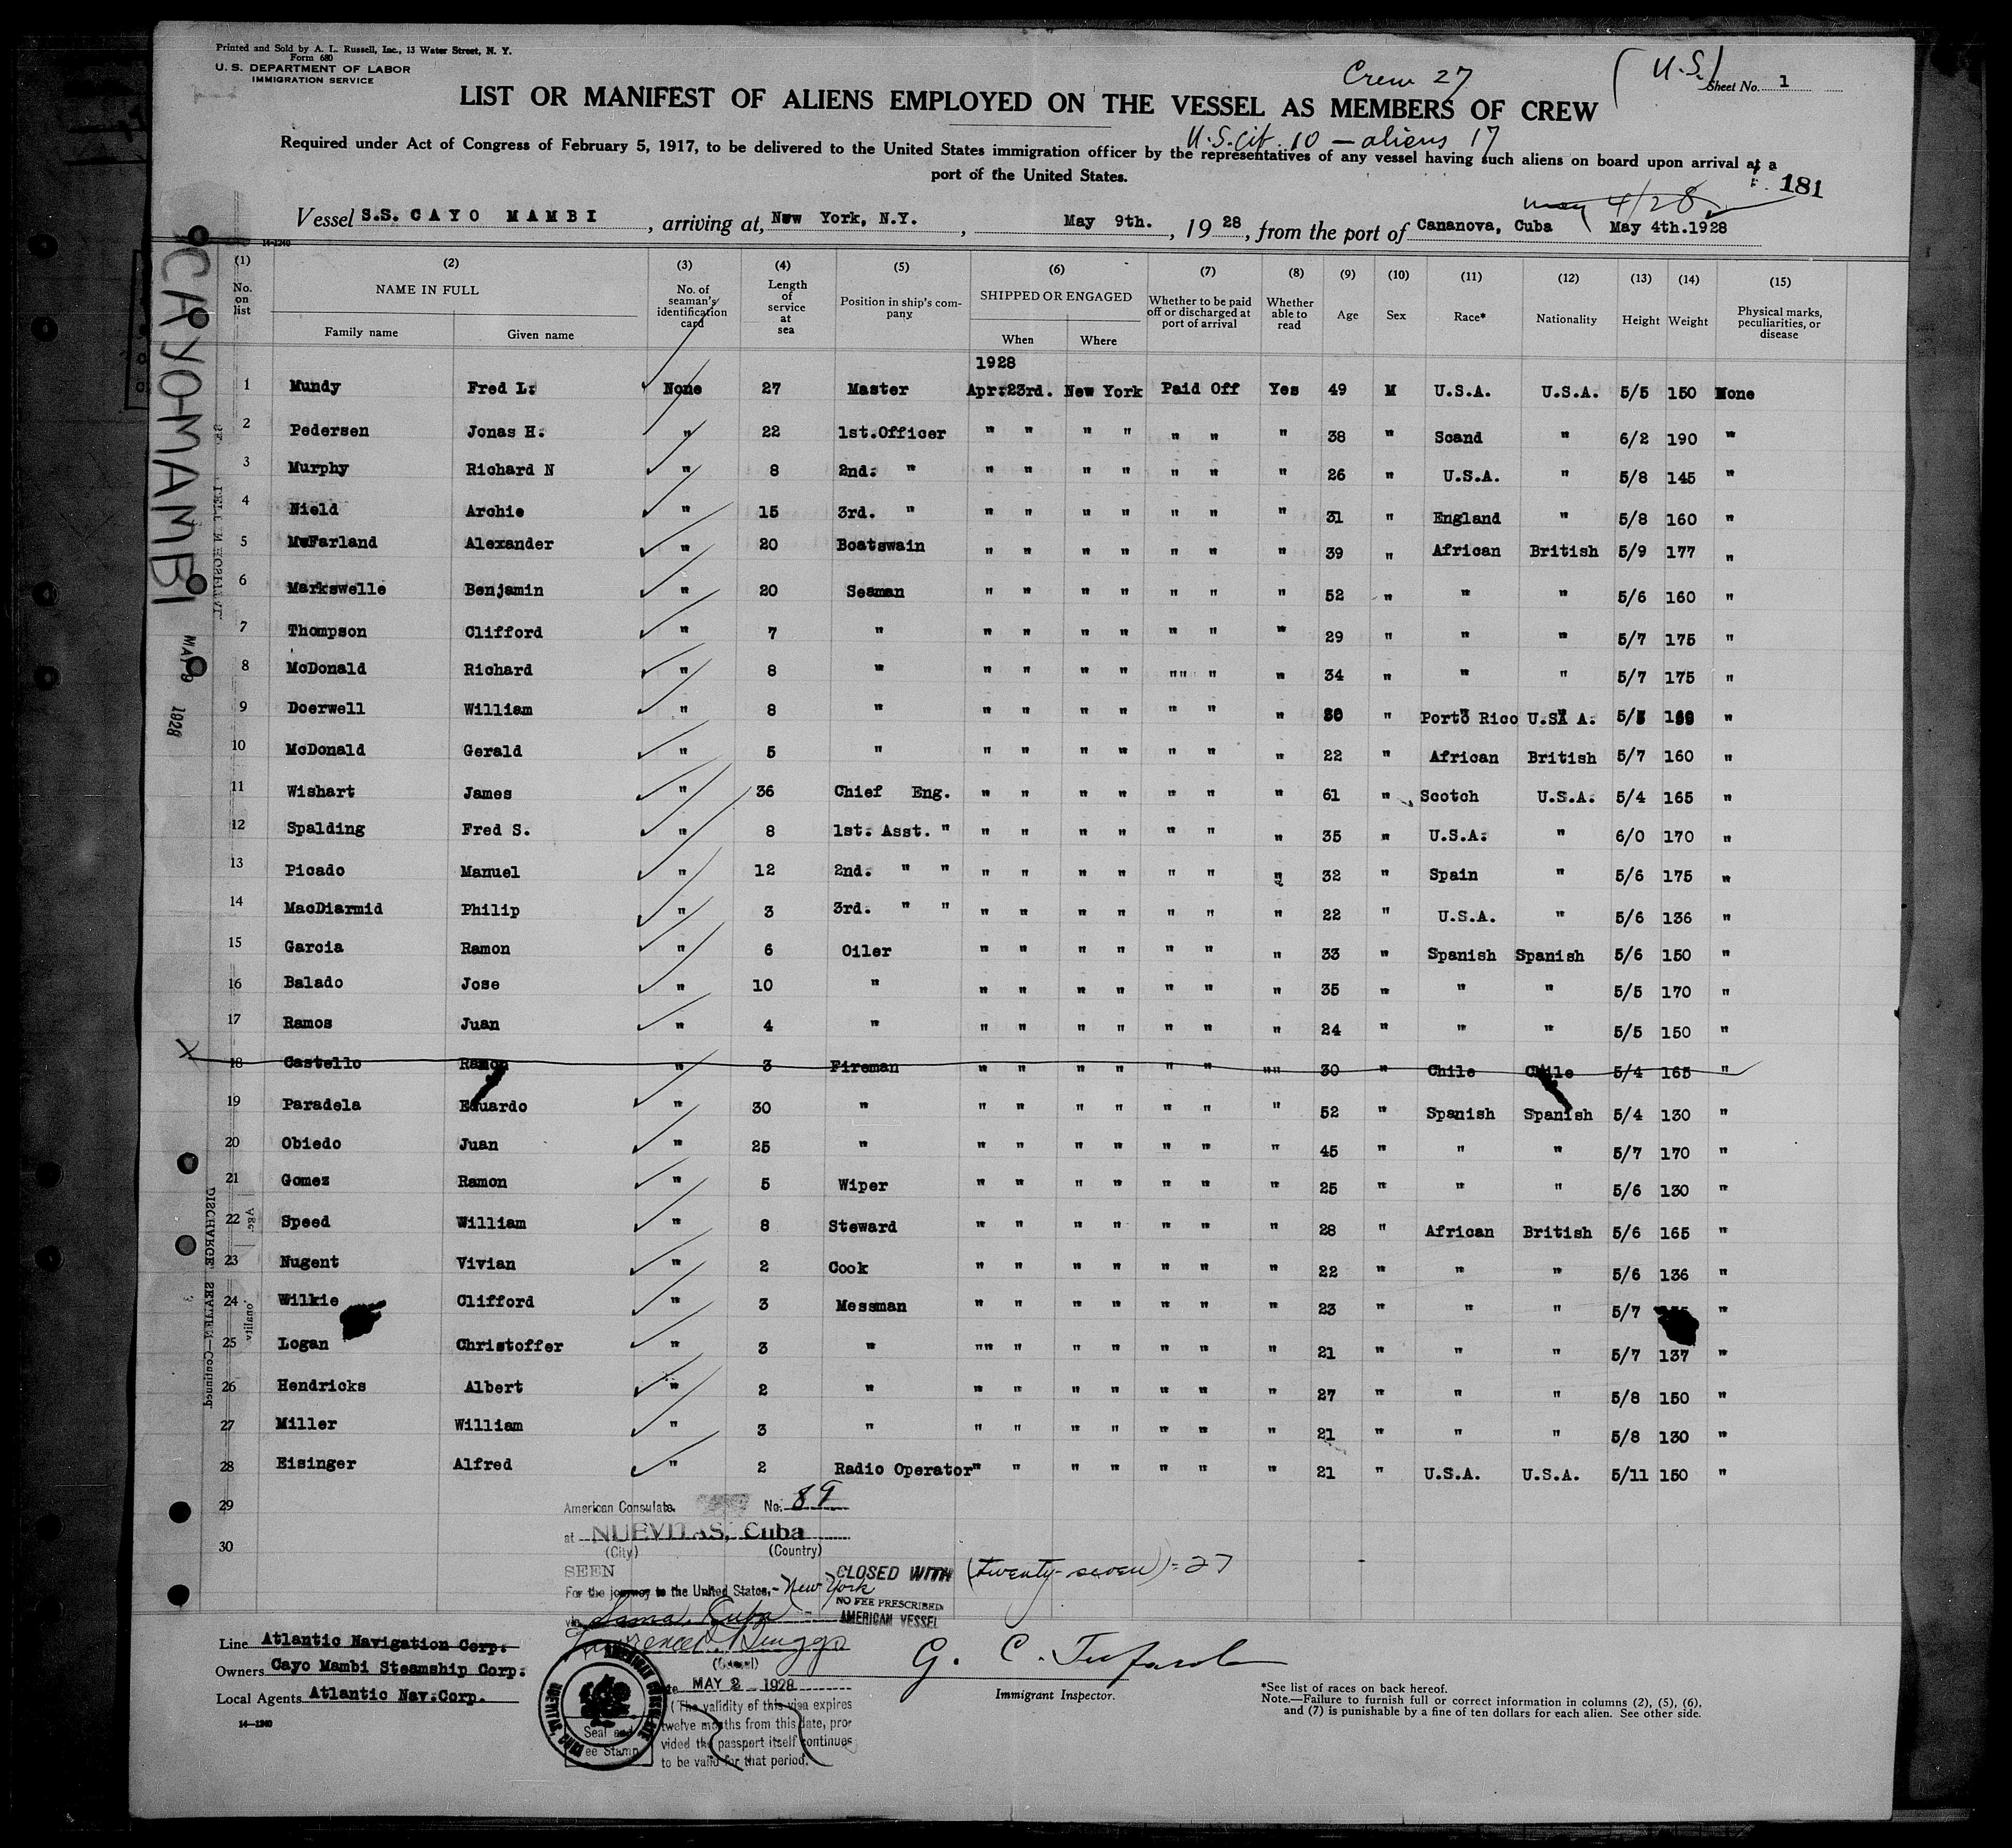 Printed and Sold by A. L. Russell, Inc., 13 Water Street, N. Y.
Form 680
U. S. DEPARTMENT OF LABOR
IMMIGRATION SERVICE
Crew 27
(U.S.)
Sheet No. 1
LIST OR MANIFEST OF ALIENS EMPLOYED ON THE VESSEL AS MEMBERS OF CREW
U.S. Cit. 10 — aliens 17
Required under Act of Congress of February 5, 1917, to be delivered to the United States immigration officer by the representatives of any vessel having such aliens on board upon arrival at a
port of the United States.
181
May 4/28
Vessel S.S. CAYO MAMBI, arriving at, New York, N.Y., May 9th., 1928, from the port of Cananova, Cuba May 4th.1928
14-1240
CAYO-MAMBI
MAY 9 1928
(1) (2) (3) (4) (5) (6) (7) (8) (9) (10) (11) (12) (13) (14) (15)
No. on list NAME IN FULL Family name Given name No. of seaman's identification card Length of service at sea Position in ship's company SHIPPED OR ENGAGED When Where Whether to be paid off or discharged at port of arrival Whether able to read Age Sex Race* Nationality Height Weight Physical marks, peculiarities, or disease
1928
1 Mundy Fred L: None 27 Master Apr:23rd. New York Paid Off Yes 49 M U.S.A. U.S.A. 5/5 150 None
2 Pedersen Jonas H. " 22 1st.Officer " " " " " " " 38 " Scand " 6/2 190 "
3 Murphy Richard N " 8 2nd: " " " " " " " " 26 " U.S.A. " 5/8 145 "
4 Nield Archie " 15 3rd. " " " " " " " " 31 " England " 5/8 160 "
5 McFarland Alexander " 20 Boatswain " " " " " " " 39 " African British 5/9 177 "
6 Markswelle Benjamin " 20 Seaman " " " " " " " 52 " " " 5/6 160 "
7 Thompson Clifford " 7 " " " " " " " " 29 " " " 5/7 175 "
8 McDonald Richard " 8 " " " " " "" " " 34 " " " 5/7 175 "
9 Doerwell William " 8 " " " " " " " " " Porto Rico U.S. A. "
10 McDonald Gerald " 5 " " " " " " " " 22 " African British 5/7 160 "
11 Wishart James " 36 Chief Eng. " " " " " " " 61 " Scotch U.S.A. 5/4 165 "
12 Spalding Fred S. " 8 1st. Asst. " " " " " " " " 35 " U.S.A: " 6/0 170 "
13 Picado Manuel " 12 2nd. " " " " " " " " " 32 " Spain " 5/6 175 "
14 MacDiarmid Philip " 3 3rd. " " " " " " " " " 22 " U.S.A. " 5/6 136 "
15 Garcia Ramon " 6 Oiler " " " " " " " 33 " Spanish Spanish 5/6 150 "
16 Balado Jose " 10 " " " " " " " " 35 " " " 5/5 170 "
17 Ramos Juan " 4 " " " " " " " " 24 " " " 5/5 150 "
X 18 Castello Ramon " 3 Fireman " " " " " " "" 30 " Chile Chile 5/4 165 "
19 Paradela Eduardo " 30 " " " " " " " " 52 " Spanish Spanish 5/4 130 "
20 Obiedo Juan " 25 " " " " " " " " 45 " " " 5/7 170 "
21 Gomez Ramon " 5 Wiper " " " " " " " 25 " " " 5/6 130 "
22 Speed William " 8 Steward " " " " " " " 28 " African British 5/6 165 "
23 Nugent Vivian " 2 Cook " " " " " " " 22 " " " 5/6 136 "
24 Wilkie Clifford " 3 Messman " " " " " " " 23 " " " 5/7 "
25 Logan Christoffer " 3 " "" " " " " " " 21 " " " 5/7 137 "
26 Hendricks Albert " 2 " " " " " " " " 27 " " " 5/8 150 "
27 Miller William " 3 " " " " " " " " 21 " " " 5/8 130 "
28 Eisinger Alfred " 2 Radio Operator" " " " " " " 21 " U.S.A. U.S.A. 5/11 150 "
29
30
American Consulate. No. 89
at NUEVITAS, Cuba
(City) (Country)
SEEN
For the journey to the United States,- New York
CLOSED WITH (twenty-seven) = 27
NO FEE PRESCRIBED.
AMERICAN VESSEL
via Cuba
(Consul)
MAY 2 1928
(The validity of this visa expires
twelve months from this date, pro-
vided the passport itself continues
to be valid for that period.
Seal and
Fee Stamp
Line Atlantic Navigation Corp.
Owners Cayo Mambi Steamship Corp.
Local Agents Atlantic Nav.Corp.
14—1240
G. C.
Immigrant Inspector.
*See list of races on back hereof.
Note.—Failure to furnish full or correct information in columns (2), (5), (6),
and (7) is punishable by a fine of ten dollars for each alien. See other side.